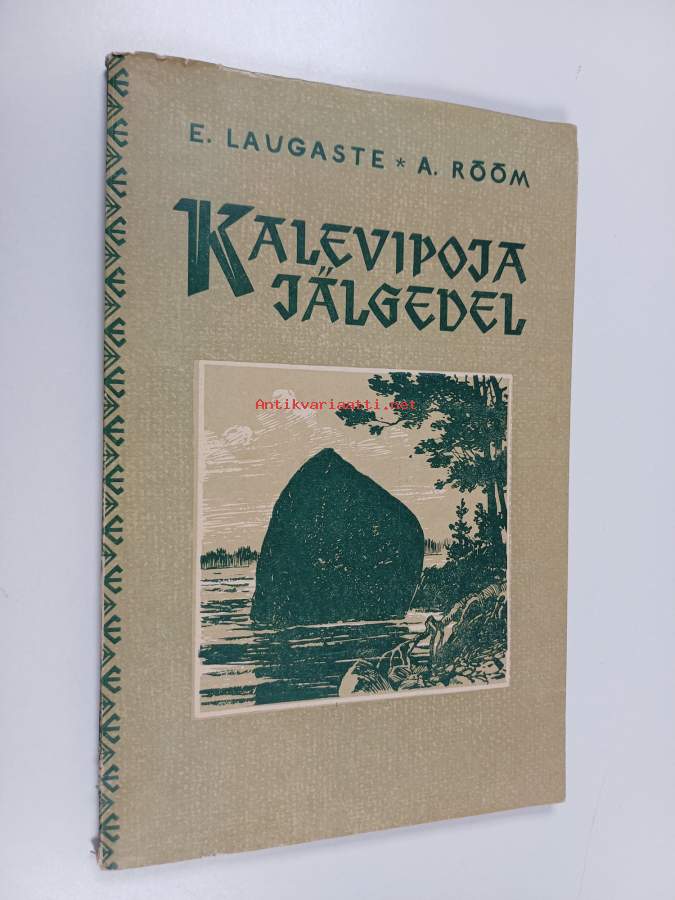 E. LAUGASTE * A. RÕÕM
KALEVIPOJA
JÄLGEDEL
Antikvariaatti.net